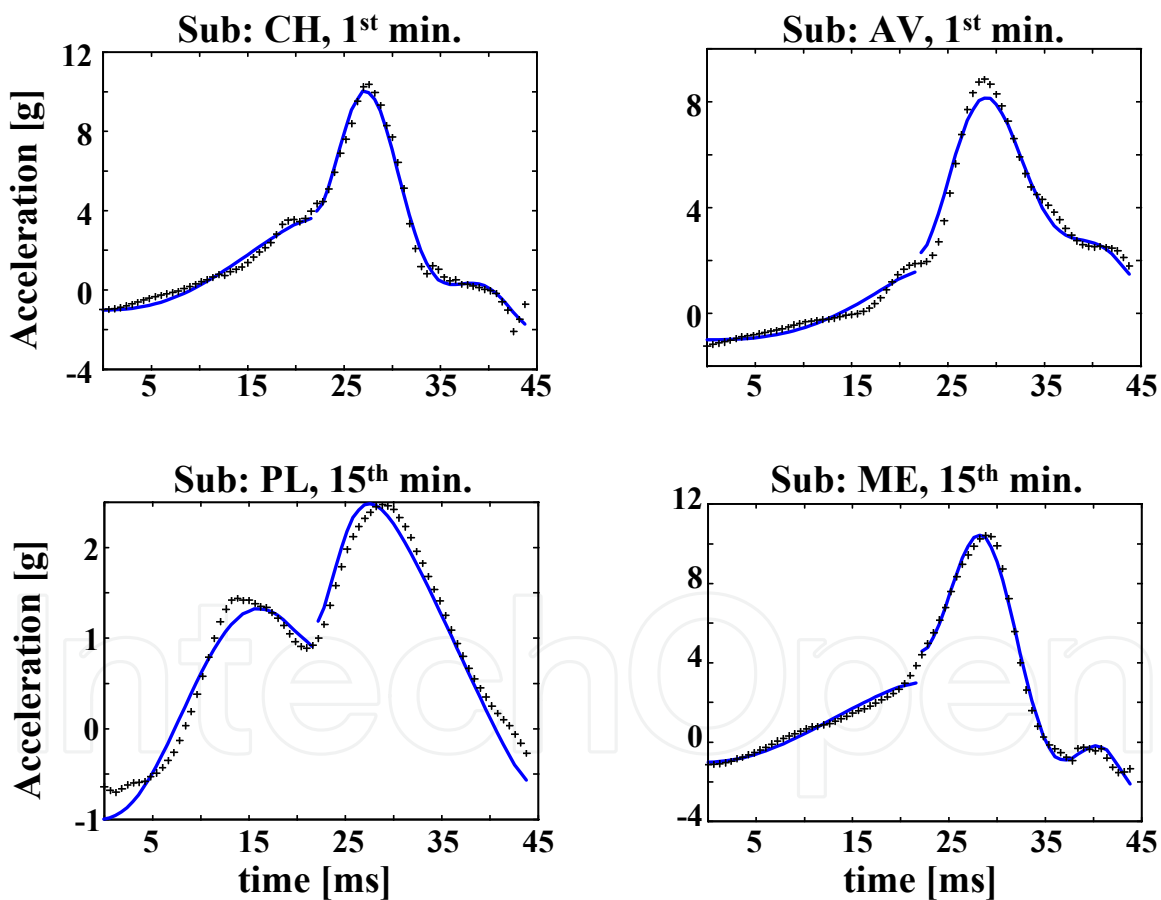 Sub: CH, 1st min.
Sub: AV, 1st min.
Acceleration [g]
12
8
4
0
-4
5 15 25 35 45
8
4
0
5 15 25 35 45
Sub: PL, 15th min.
Sub: ME, 15th min.
Acceleration [g]
2
1
0
-1
5 15 25 35 45
time [ms]
12
8
4
0
-4
5 15 25 35 45
time [ms]
IntechOpen